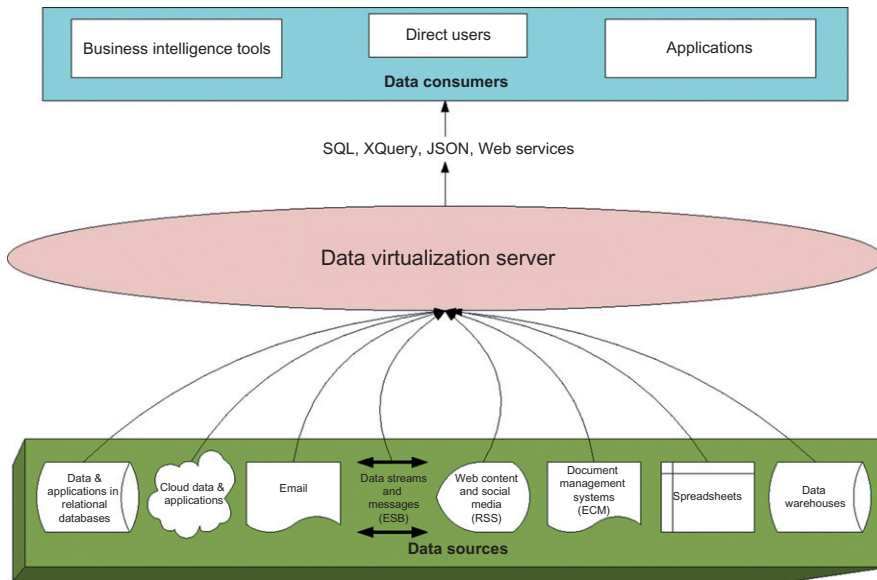 Business intelligence tools
Direct users
Applications
Data consumers
SQL, XQuery, JSON, Web services
Data virtualization server
Data &
applications in
relational
databases
Cloud data &
applications
Email
Data streams
and
messages
(ESB)
Web content
and social
media
(RSS)
Document
management
systems
(ECM)
Spreadsheets
Data
warehouses
Data sources